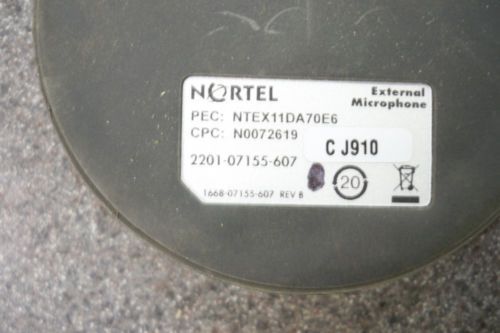 NORTEL
External
Microphone
PEC: NTEX11DA70E6
CPC: N0072619
C J910
2201-07155-607
20
1668-07155-607 REV B